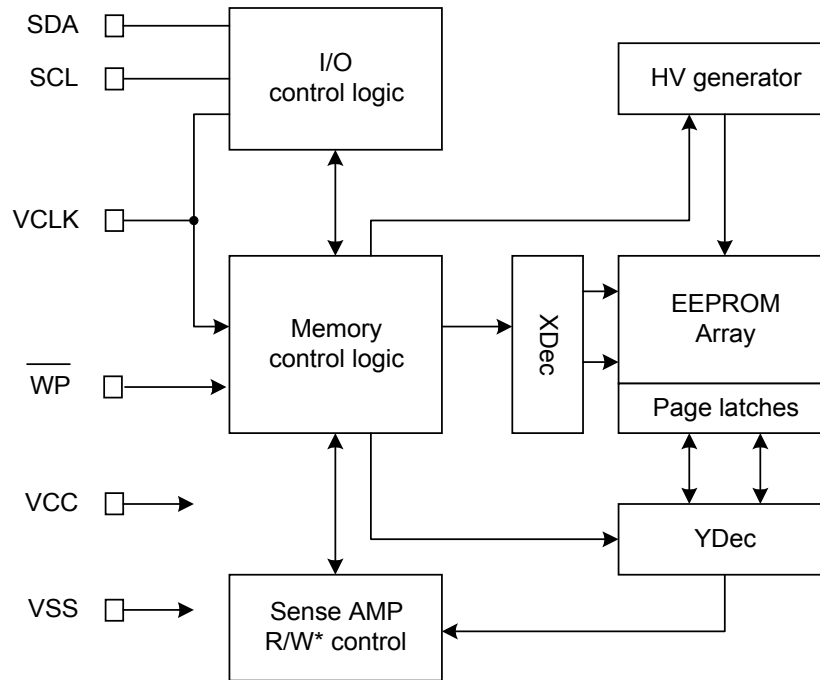 SDA
SCL
VCLK
WP
VCC
VSS
I/O
control logic
Memory
control logic
Sense AMP
R/W* control
XDec
HV generator
EEPROM
Array
Page latches
YDec